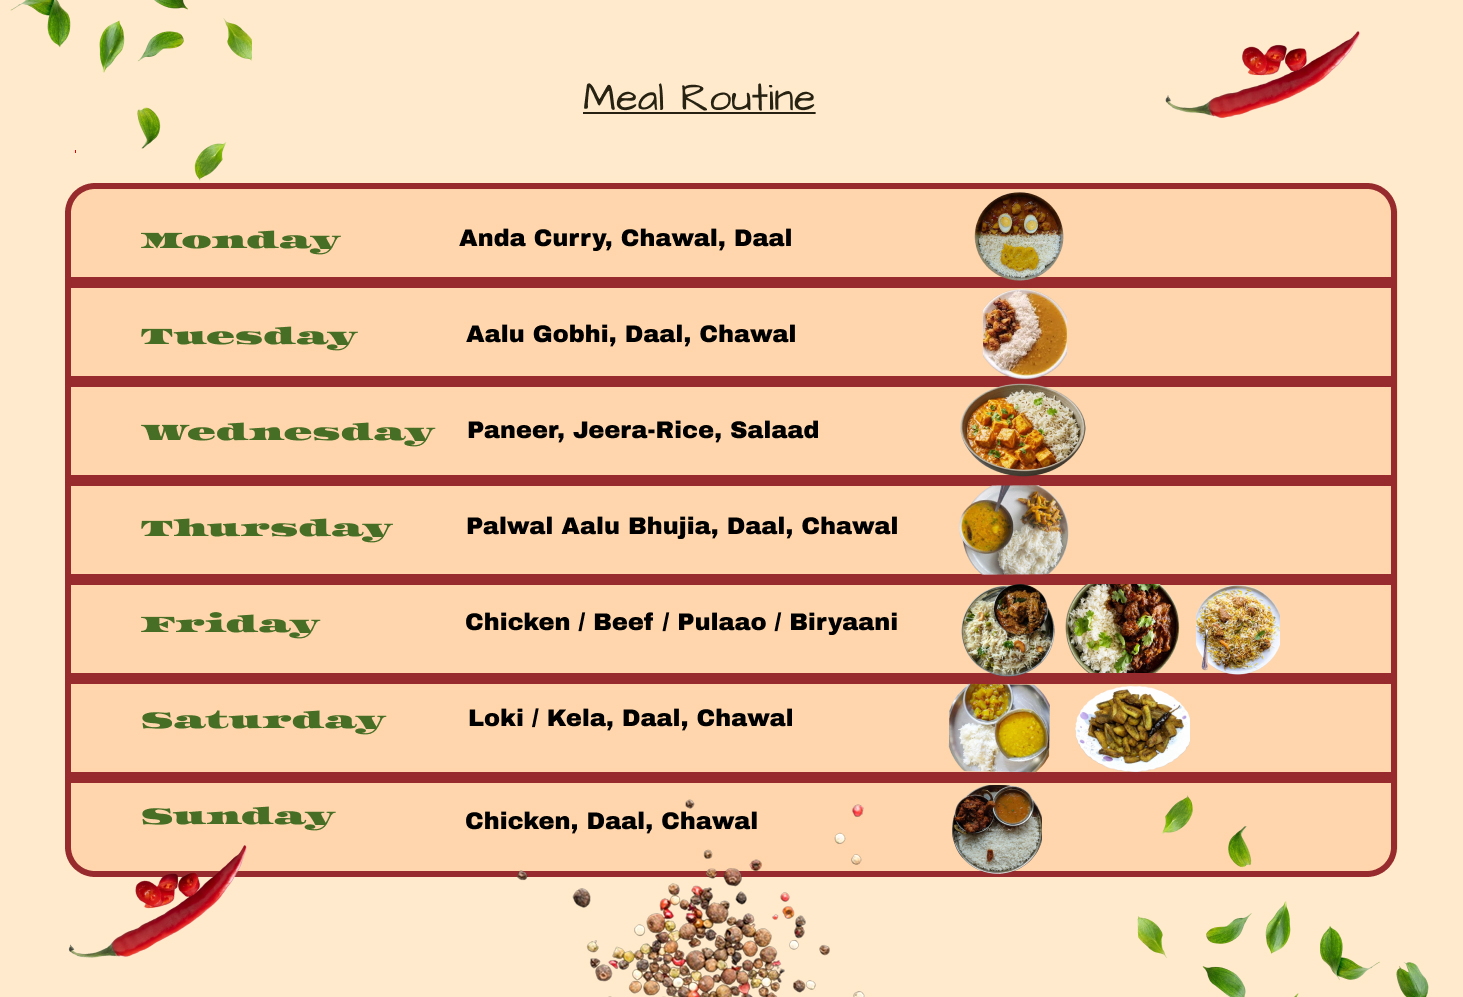 Meal Routine
Monday Anda Curry, Chawal, Daal
Tuesday Aalu Gobhi, Daal, Chawal
Wednesday Paneer, Jeera-Rice, Salaad
Thursday Palwal Aalu Bhujia, Daal, Chawal
Friday Chicken / Beef / Pulaao / Biryaani
Saturday Loki / Kela, Daal, Chawal
Sunday Chicken, Daal, Chawal